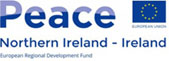 Peace
EUROPEAN UNION
Northern Ireland - Ireland
European Regional Development Fund